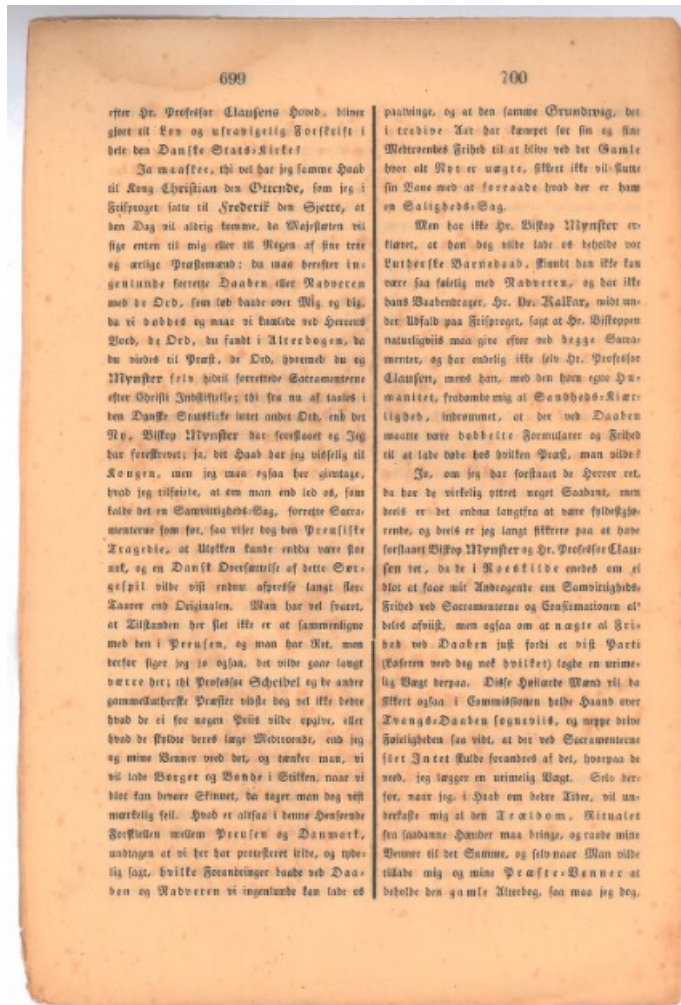 699
efter Hr. Professor Clausens Hoved, bliver
gjort til Lov og ufravigelig Forskrift i
hele den Danske Stats-Kirke?
Ja maaskee, thi vel har jeg samme Haab
til Kong Christian den Ottende, som jeg i
Frisproget satte til Frederik den Sjette, at
den Dag vil aldrig komme, da Majestæten vil
sige enten til mig eller til Nogen af sine troe
og ærlige Præstemænd: du maa herefter in-
genlunde forrette Daaben eller Nadveren
med de Ord, som lød baade over Mig og dig,
da vi døbdes og naar vi knælede ved Herrens
Bord, de Ord, du fandt i Alterbogen, da
du viedes til Præst, de Ord, hvormed du og
Mynster selv hidtil forrettede Sacramenterne
efter Christi Indstiftelse; thi fra nu af taales i
den Danske Statskirke intet andet Ord, end det
Ny, Biskop Mynster har foreslaaet og Jeg
har foreskrevet; ja, det Haab har jeg visselig til
Kongen, men jeg maa ogsaa her gientage,
hvad jeg tilføiede, at om man end lod os, som
kalde det en Samvittigheds-Sag, forrette Sacra-
menterne som før, saa viser dog den Preusiske
Tragedie, at Ulykken kunde endda være stor
nok, og en Dansk Oversættelse af dette Sør-
gespil vilde vist endnu afpresse langt flere
Taarer end Originalen. Man har vel svaret,
at Tilstanden her slet ikke er at sammenligne
med den i Preusen, og man har Ret, men
derfor siger jeg jo ogsaa, det vilde gaae langt
værre her; thi Professor Scheibel og de andre
gammellutherske Præster vidste dog vel ikke bedre
hvad de ei for nogen Priis vilde opgive, eller
hvad de skyldte deres læge Medtroende, end jeg
og mine Venner veed det, og tænker man, vi
vil lade Borger og Bonde i Stikken, naar vi
blot kan bevare Skinnet, da tager man dog vist
mærkelig feil. Hvad er altsaa i denne Henseende
Forskiellen mellem Preusen og Danmark,
undtagen at vi her har protesteret itide, og tyde-
lig sagt, hvilke Forandringer baade ved Daa-
ben og Nadveren vi ingenlunde kan lade os
700
paatvinge, og at den samme Grundtvig, der
i tredive Aar har kæmpet for sin og sine
Medtroendes Frihed til at blive ved det Gamle
hvor alt Nyt er uægte, sikkert ikke vil slutte
sin Bane med at foraade hvad der er ham
en Saligheds-Sag.
Men har ikke Hr. Biskop Mynster er-
klæret, at han dog vilde lade os beholde vor
Lutherske Barnedaab, skiøndt han ikke kan
være saa føielig med Nadveren, og har ikke
hans Vaabendrager, Hr. Dr. Kalkar, midt un-
der Udfald paa Frisproget, sagt at Hr. Biskoppen
naturligviis maa give efter ved begge Sacra-
menter, og har endelig ikke selv Hr. Professor
Clausen, mens han, med den ham egne Hu-
manitet, fradømde mig al Sandheds-Kiær-
lighed, indrømmet, at der ved Daaben
maatte være dobbelte Formularer og Frihed
til at lade døbe hos hvilken Præst, man vilde?
Jo, om jeg har forstaaet de Herrer ret,
da har de virkelig yttret noget Saadant, men
deels er det endnu langtfra at være fyldestgjø-
rende, og deels er jeg langt sikkrere paa at have
forstaaet Biskop Mynster og Hr. Professor Clau-
sen ret, da de i Roeskilde enedes om ei
blot at faae mit Andragende om Samvittigheds-
Frihed ved Sacramenterne og Confirmationen al-
deles afviist, men ogsaa om at nægte al Fri-
hed ved Daaben just fordi et vist Parti
(Læseren veed dog nok hvilket) lagde en urime-
lig Vægt derpaa. Disse Høilærde Mænd vil da
sikkert ogsaa i Commissionen holde Haand over
Tvangs-Daaben sogneviis, og neppe drive
Føieligheden saa vidt, at der ved Sacramenterne
slet Intet skulde forandres af det, hvorpaa de
veed, jeg lægger en urimelig Vægt. Selv der-
for, naar jeg, i Haab om bedre Tider, vil un-
derkaste mig al den Trældom, Ritualet
fra saadanne Hænder maa bringe, og raade mine
Venner til det Samme, og selv naar Man vilde
tillade mig og mine Præste-Venner at
beholde den gamle Alterbog, saa maa jeg dog,